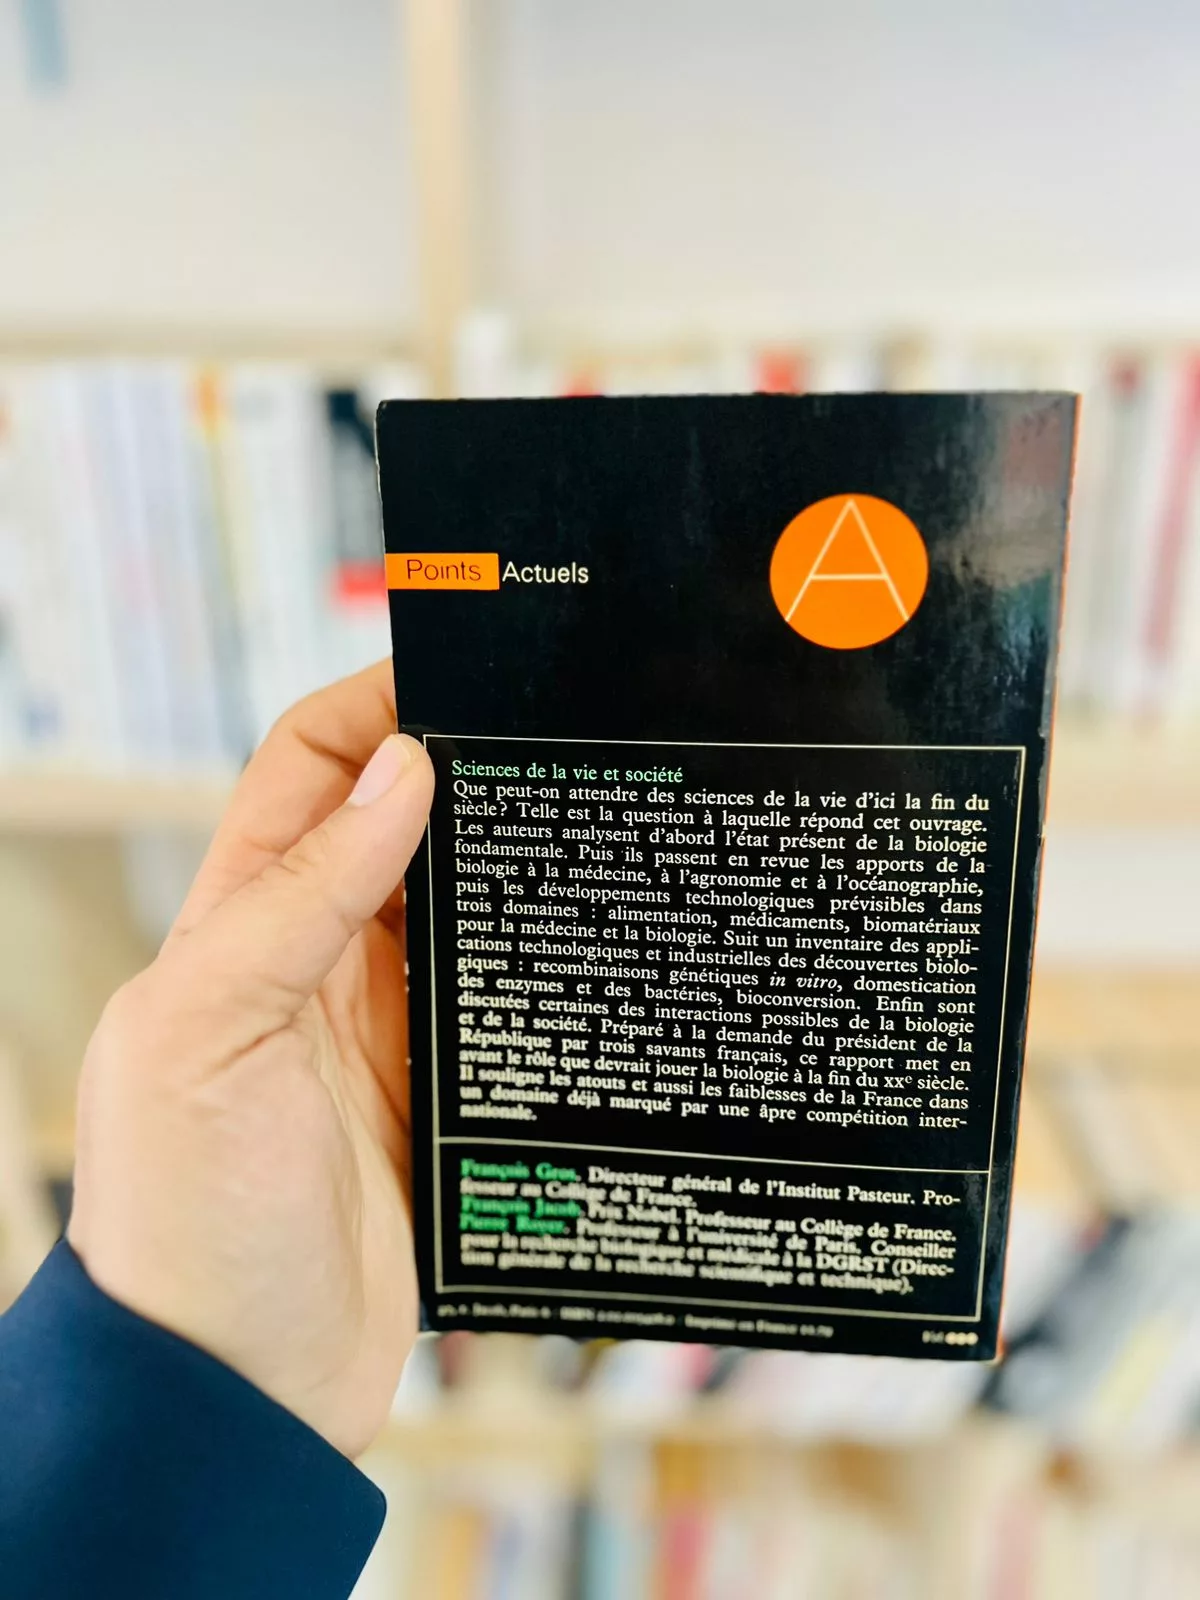 Points Actuels
A
Sciences de la vie et société
Que peut-on attendre des sciences de la vie d'ici la fin du
siècle? Telle est la question à laquelle répond cet ouvrage.
Les auteurs analysent d'abord l'état présent de la biologie
fondamentale. Puis ils passent en revue les apports de la
biologie à la médecine, à l'agronomie et à l'océanographie,
puis les développements technologiques prévisibles dans
trois domaines : alimentation, médicaments, biomatériaux
pour la médecine et la biologie. Suit un inventaire des appli-
cations technologiques et industrielles des découvertes biolo-
giques : recombinaisons génétiques in vitro, domestication
des enzymes et des bactéries, bioconversion. Enfin sont
discutées certaines des interactions possibles de la biologie
et de la société. Préparé à la demande du président de la
République par trois savants français, ce rapport met en
avant le rôle que devrait jouer la biologie à la fin du XXe siècle.
Il souligne les atouts et aussi les faiblesses de la France dans
un domaine déjà marqué par une âpre compétition inter-
nationale.
François Gros. Directeur général de l'Institut Pasteur. Pro-
fesseur au Collège de France.
François Jacob. Prix Nobel. Professeur au Collège de France.
Pierre Royer. Professeur à l'université de Paris. Conseiller
pour la recherche biologique et médicale à la DGRST (Direc-
tion générale de la recherche scientifique et technique).
Imprimé en France